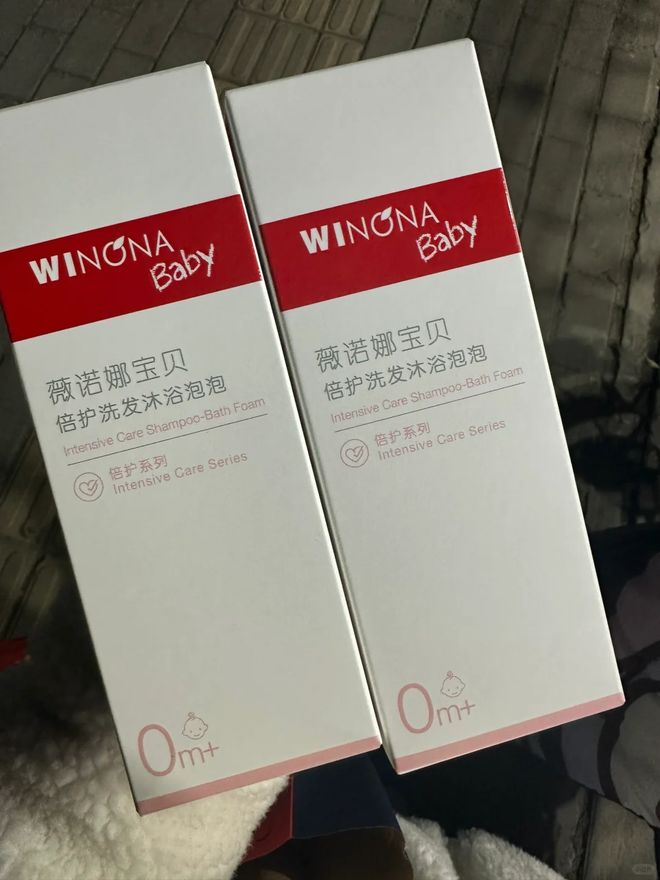 WINONA
Baby
薇诺娜宝贝
倍护洗发沐浴泡泡
Intensive Care Shampoo-Bath Foam
倍护系列
Intensive Care Series
0m+
WINONA
Baby
薇诺娜宝贝
倍护洗发沐浴泡泡
Intensive Care Shampoo-Bath Foam
倍护系列
Intensive Care Series
0m+